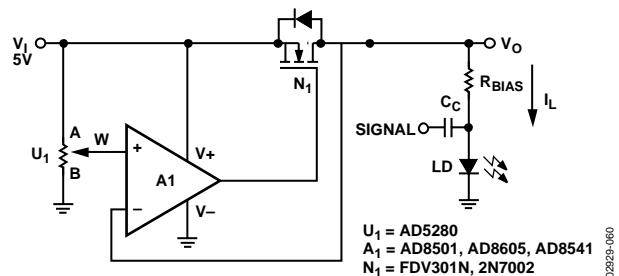 VI
5V
VO
N1
RBIAS
IL
CC
SIGNAL
LD
A
W
U1
B
+
V+
A1
–
V–
U1 = AD5280
A1 = AD8501, AD8605, AD8541
N1 = FDV301N, 2N7002
02929-060